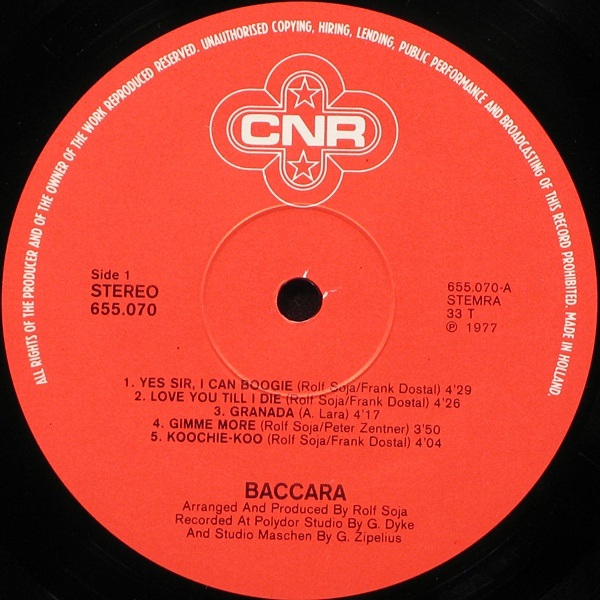 ALL RIGHTS OF THE PRODUCER AND OF THE OWNER OF THE WORK REPRODUCED RESERVED. UNAUTHORISED COPYING, HIRING, LENDING, PUBLIC PERFORMANCE AND BROADCASTING OF THIS RECORD PROHIBITED. MADE IN HOLLAND.
CNR
Side 1
STEREO
655.070
655.070-A
STEMRA
33 T
℗ 1977
1. YES SIR, I CAN BOOGIE (Rolf Soja/Frank Dostal) 4'29
2. LOVE YOU TILL I DIE (Rolf Soja/Frank Dostal) 4'26
3. GRANADA (A. Lara) 4'17
4. GIMME MORE (Rolf Soja/Peter Zentner) 3'50
5. KOOCHIE-KOO (Rolf Soja/Frank Dostal) 4'04
BACCARA
Arranged And Produced By Rolf Soja
Recorded At Polydor Studio By G. Dyke
And Studio Maschen By G. Zipelius